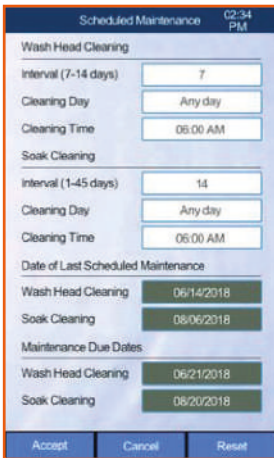 Scheduled Maintenance 02:34 PM
Wash Head Cleaning
Interval (7-14 days) 7
Cleaning Day Any day
Cleaning Time 06:00 AM
Soak Cleaning
Interval (1-45 days) 14
Cleaning Day Any day
Cleaning Time 06:00 AM
Date of Last Scheduled Maintenance
Wash Head Cleaning 06/14/2018
Soak Cleaning 08/06/2018
Maintenance Due Dates
Wash Head Cleaning 06/21/2018
Soak Cleaning 08/20/2018
Accept Cancel Reset